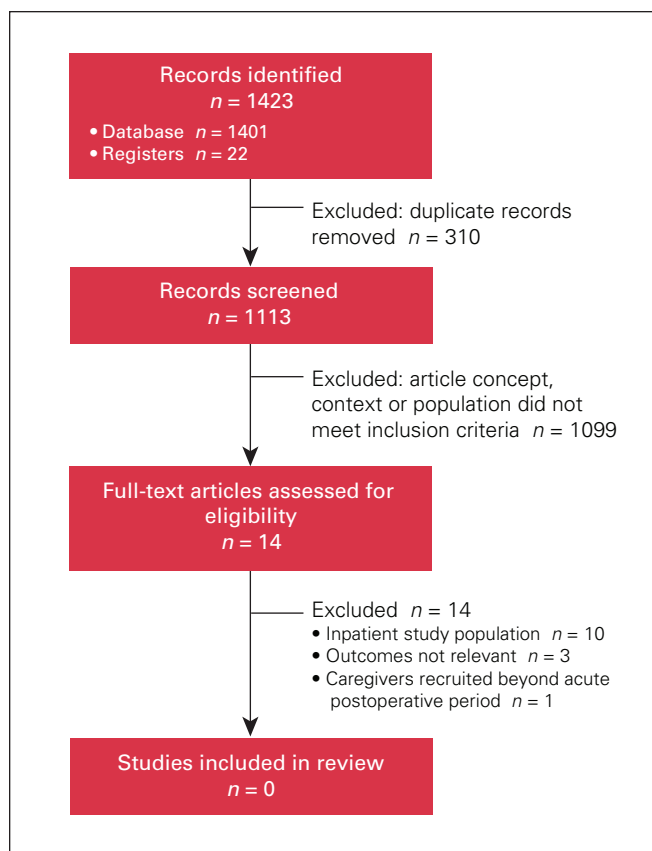 Records identified
n = 1423
• Database n = 1401
• Registers n = 22
Excluded: duplicate records
removed n = 310
Records screened
n = 1113
Excluded: article concept,
context or population did not
meet inclusion criteria n = 1099
Full-text articles assessed for
eligibility
n = 14
Excluded n = 14
• Inpatient study population n = 10
• Outcomes not relevant n = 3
• Caregivers recruited beyond acute
postoperative period n = 1
Studies included in review
n = 0